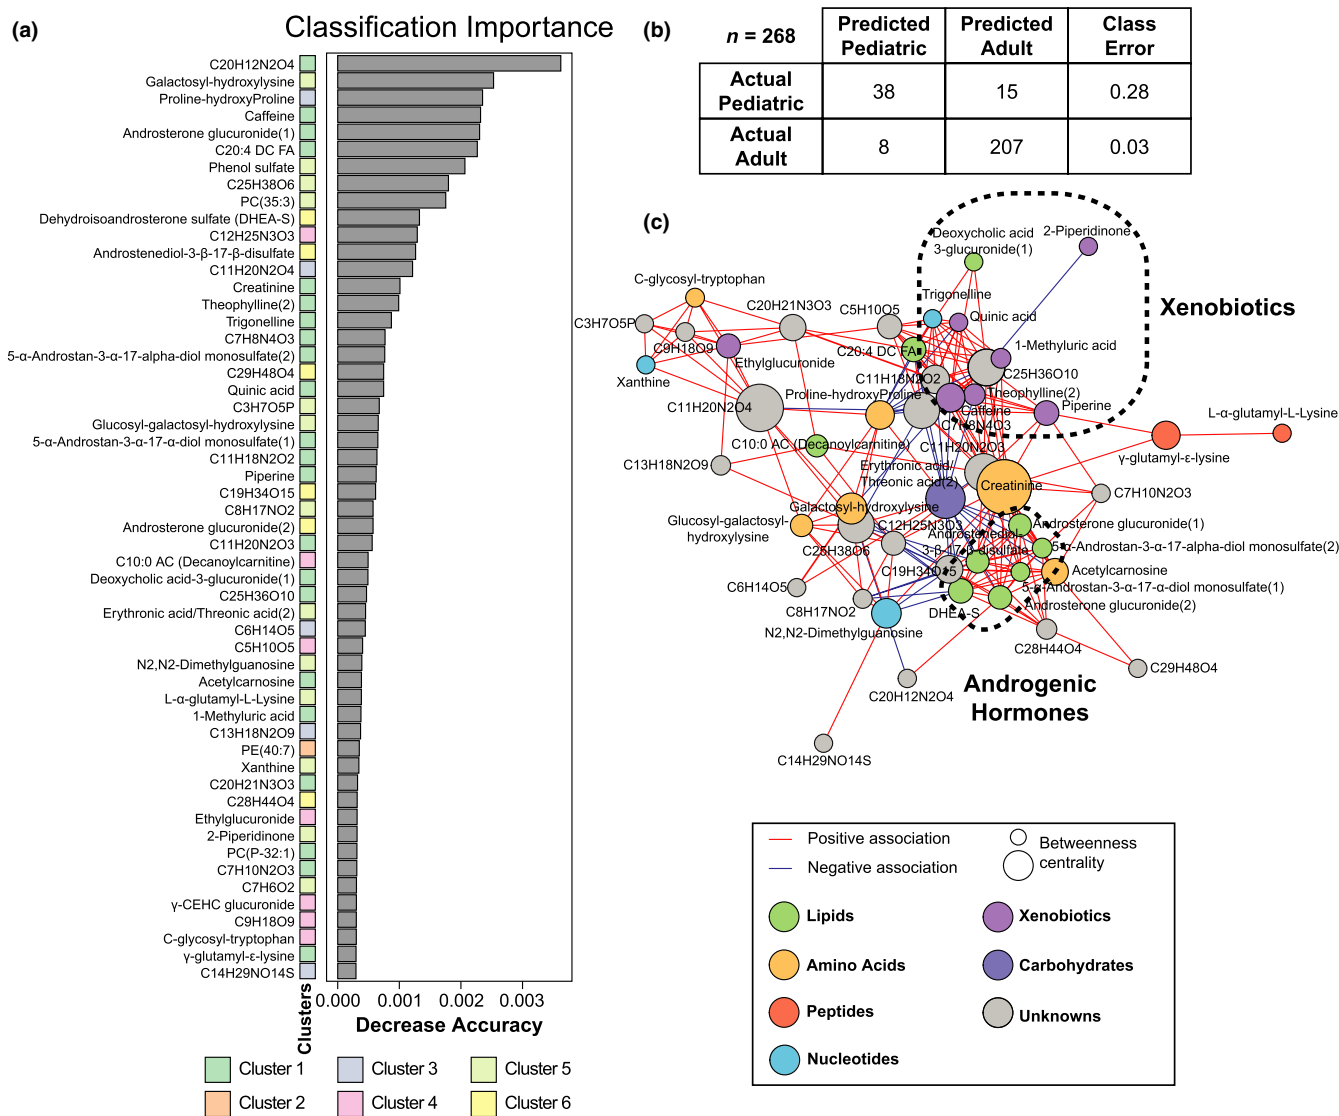 (a)
Classification Importance
C20H12N2O4
Galactosyl-hydroxylysine
Proline-hydroxyProline
Caffeine
Androsterone glucuronide(1)
C20:4 DC FA
Phenol sulfate
C25H38O6
PC(35:3)
Dehydroisoandrosterone sulfate (DHEA-S)
C12H25N3O3
Androstenediol-3-β-17-β-disulfate
C11H20N2O4
Creatinine
Theophylline(2)
Trigonelline
C7H8N4O3
5-α-Androstan-3-α-17-alpha-diol monosulfate(2)
C29H48O4
Quinic acid
C3H7O5P
Glucosyl-galactosyl-hydroxylysine
5-α-Androstan-3-α-17-α-diol monosulfate(1)
C11H18N2O2
Piperine
C19H34O15
C8H17NO2
Androsterone glucuronide(2)
C11H20N2O3
C10:0 AC (Decanoylcarnitine)
Deoxycholic acid-3-glucuronide(1)
C25H36O10
Erythronic acid/Threonic acid(2)
C6H14O5
C5H10O5
N2,N2-Dimethylguanosine
Acetylcarnosine
L-α-glutamyl-L-Lysine
1-Methyluric acid
C13H18N2O9
PE(40:7)
Xanthine
C20H21N3O3
C28H44O4
Ethylglucuronide
2-Piperidinone
PC(P-32:1)
C7H10N2O3
C7H6O2
γ-CEHC glucuronide
C9H18O9
C-glycosyl-tryptophan
γ-glutamyl-ε-lysine
C14H29NO14S
Clusters
0.000 0.001 0.002 0.003
Decrease Accuracy
Cluster 1 Cluster 3 Cluster 5
Cluster 2 Cluster 4 Cluster 6
(b)
n = 268
Predicted Pediatric
Predicted Adult
Class Error
Actual Pediatric
38 15 0.28
Actual Adult
8 207 0.03
(c)
Deoxycholic acid
3-glucuronide(1)
2-Piperidinone
C-glycosyl-tryptophan
C20H21N3O3
C5H10O5
Trigonelline
Quinic acid
Xenobiotics
C3H7O5P
C9H18O9
Ethylglucuronide
C20:4 DC FA
1-Methyluric acid
C25H36O10
Xanthine
C11H18N2O2
Proline-hydroxyProline
Theophylline(2)
C11H20N2O4
Caffeine
Piperine
L-α-glutamyl-L-Lysine
C7H8N4O3
C10:0 AC (Decanoylcarnitine)
C11H20N2O3
γ-glutamyl-ε-lysine
C13H18N2O9
Erythronic acid/
Threonic acid(2)
Creatinine
C7H10N2O3
Galactosyl-hydroxylysine
Glucosyl-galactosyl-
hydroxylysine
C12H25N3O3
Androsterone glucuronide(1)
Androstenediol-
3-β-17-β-disulfate
C25H38O6
5-α-Androstan-3-α-17-alpha-diol monosulfate(2)
C19H34O15
Acetylcarnosine
C6H14O5
5-α-Androstan-3-α-17-α-diol monosulfate(1)
C8H17NO2
DHEA-S
Androsterone glucuronide(2)
N2,N2-Dimethylguanosine
C28H44O4
C29H48O4
C20H12N2O4
Androgenic
Hormones
C14H29NO14S
Positive association
Negative association
Betweenness
centrality
Lipids
Xenobiotics
Amino Acids
Carbohydrates
Peptides
Unknowns
Nucleotides